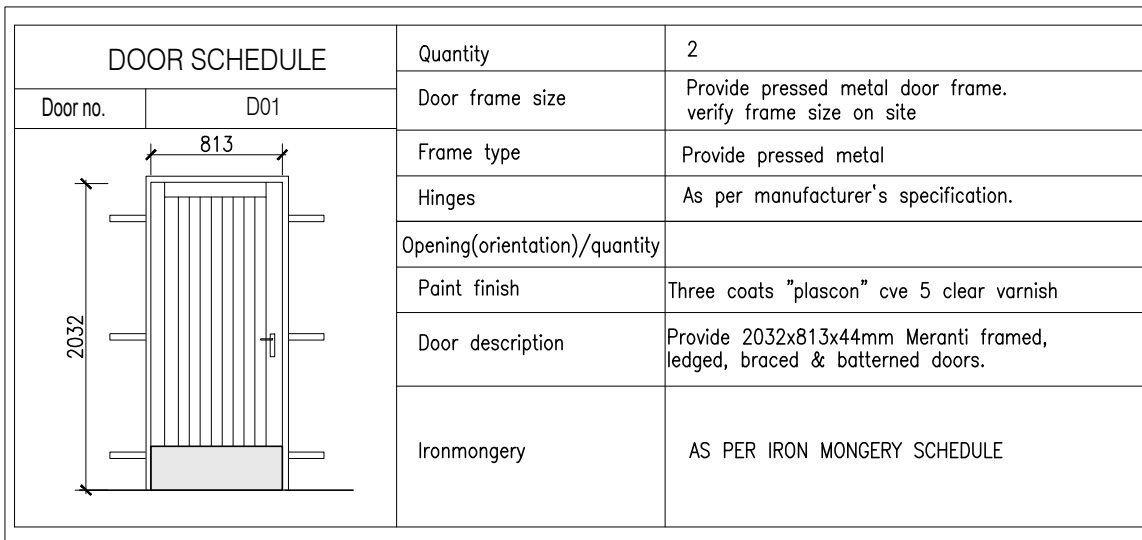 DOOR SCHEDULE
Door no.
D01
813
2032
Quantity
2
Door frame size
Provide pressed metal door frame.
verify frame size on site
Frame type
Provide pressed metal
Hinges
As per manufacturer's specification.
Opening(orientation)/quantity
Paint finish
Three coats "plascon" cve 5 clear varnish
Door description
Provide 2032x813x44mm Meranti framed,
ledged, braced & batterned doors.
Ironmongery
AS PER IRON MONGERY SCHEDULE